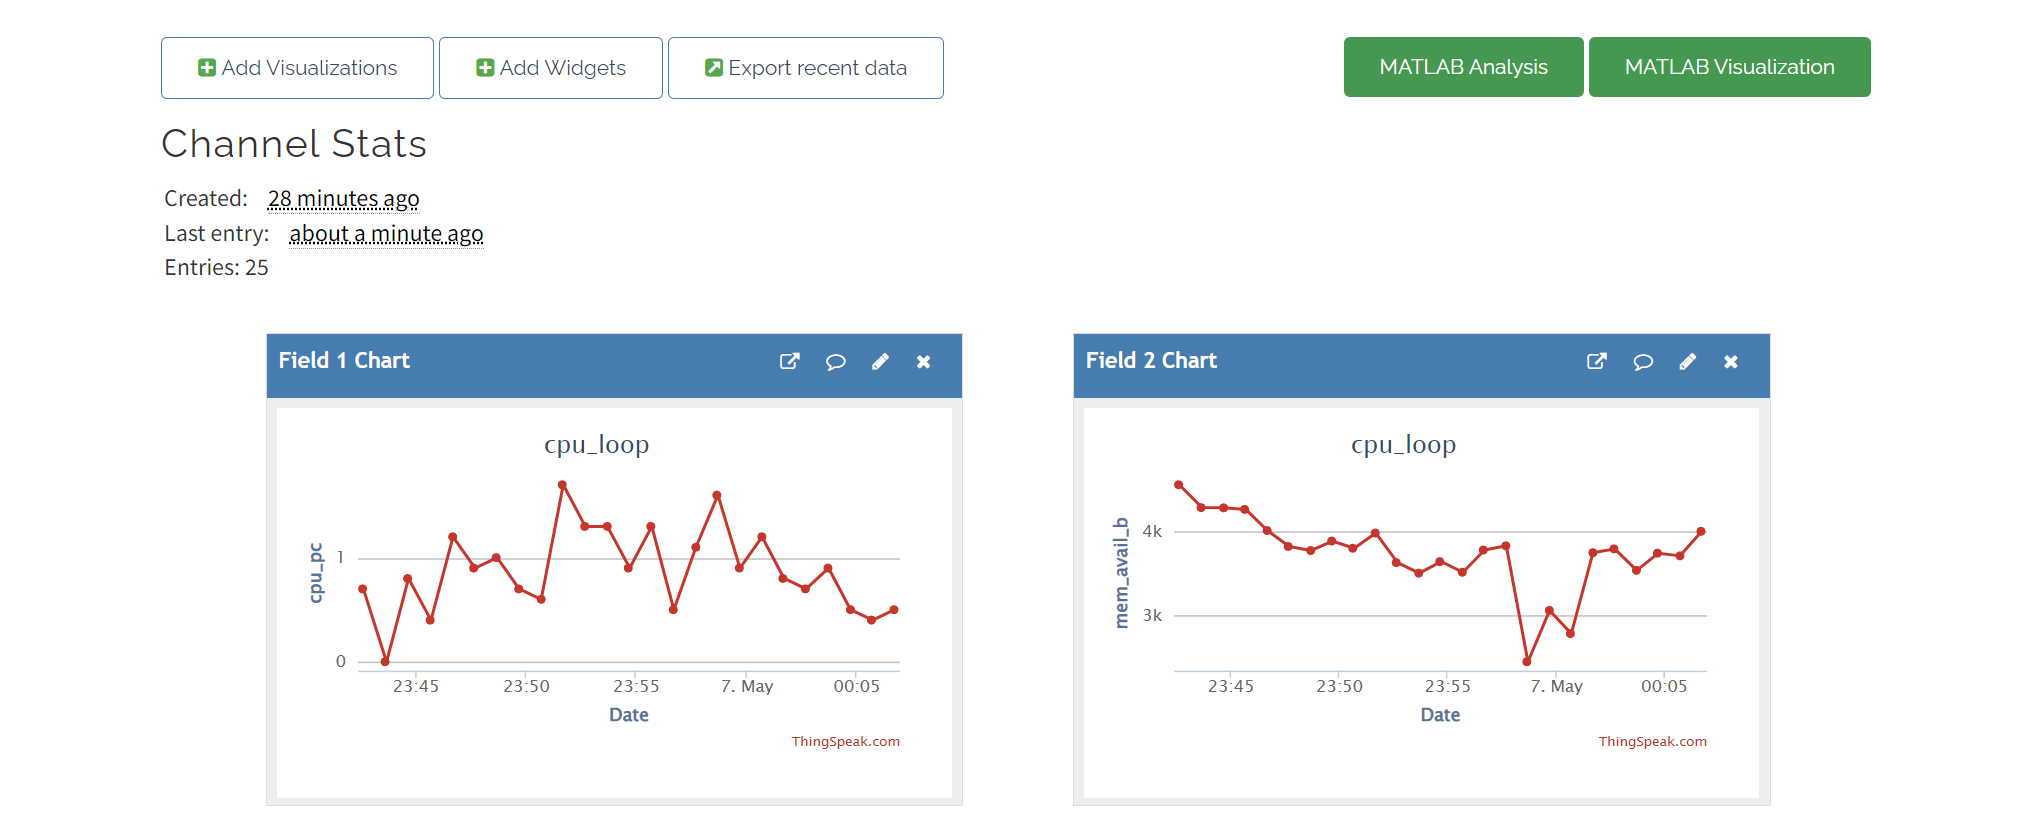 Add Visualizations
Add Widgets
Export recent data
MATLAB Analysis
MATLAB Visualization
Channel Stats
Created: 28 minutes ago
Last entry: about a minute ago
Entries: 25
Field 1 Chart
cpu_loop
cpu_pc
1
0
23:45
23:50
23:55
7. May
00:05
Date
ThingSpeak.com
Field 2 Chart
cpu_loop
mem_avail_b
4k
3k
23:45
23:50
23:55
7. May
00:05
Date
ThingSpeak.com